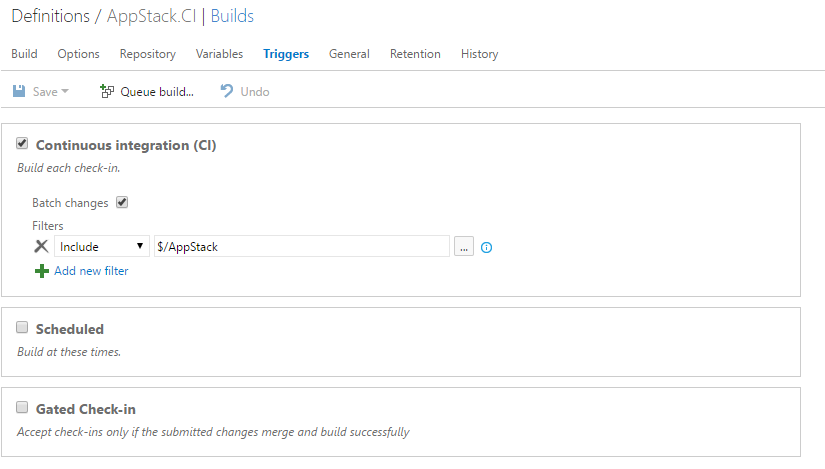 Definitions / AppStack.CI | Builds
Build Options Repository Variables Triggers General Retention History
Save Queue build... Undo
Continuous integration (CI)
Build each check-in.
Batch changes
Filters
Include $/AppStack ...
Add new filter
Scheduled
Build at these times.
Gated Check-in
Accept check-ins only if the submitted changes merge and build successfully